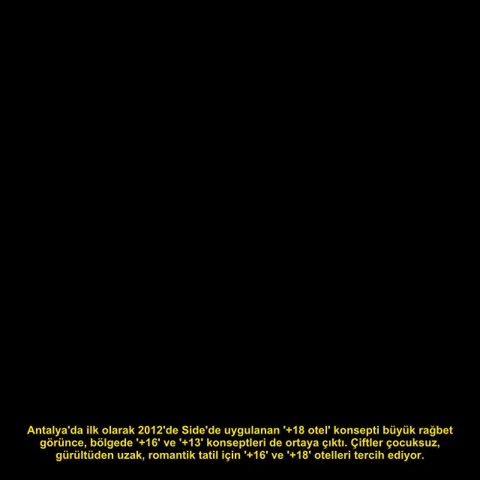 Antalya'da ilk olarak 2012'de Side'de uygulanan '+18 otel' konsepti büyük rağbet
görünce, bölgede '+16' ve '+13' konseptleri de ortaya çıktı. Çiftler çocuksuz,
gürültüden uzak, romantik tatil için '+16' ve '+18' otelleri tercih ediyor.